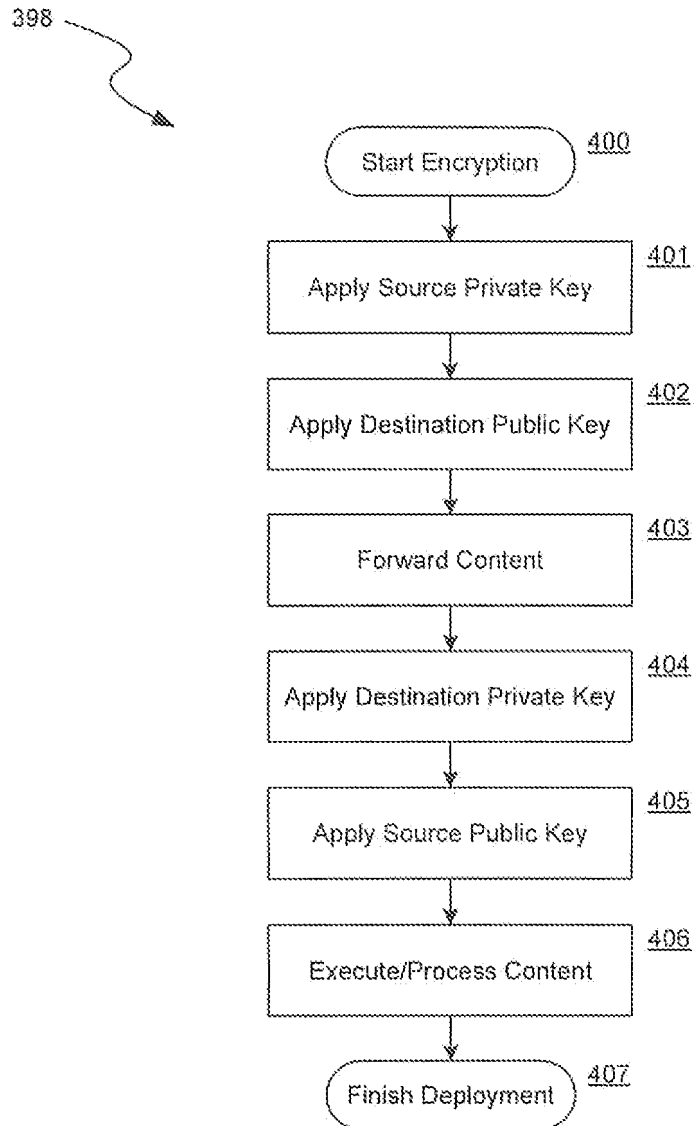 398
Start Encryption
400
Apply Source Private Key
401
Apply Destination Public Key
402
Forward Content
403
Apply Destination Private Key
404
Apply Source Public Key
405
Execute/Process Content
406
Finish Deployment
407